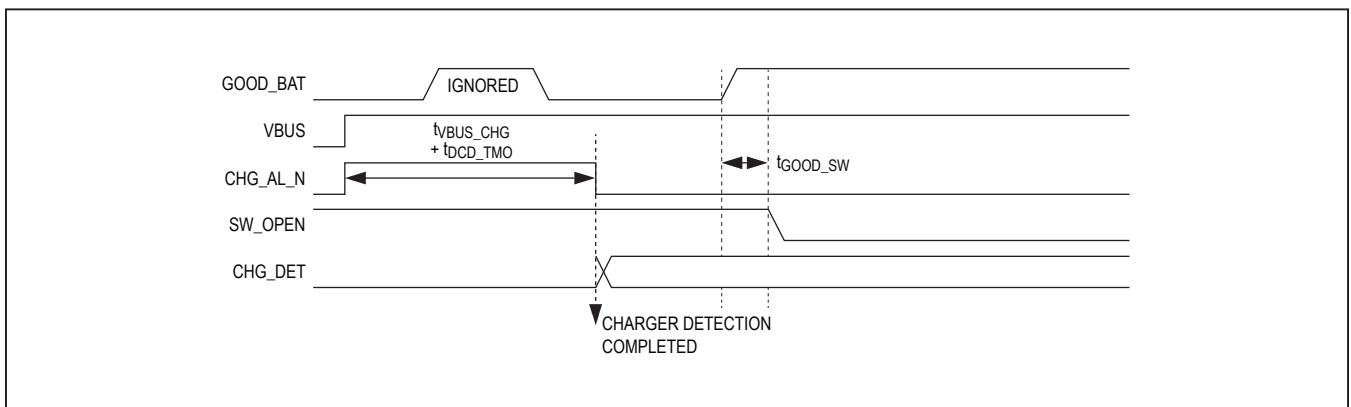 GOOD_BAT
IGNORED
VBUS
tVBUS_CHG
+ tDCD_TMO
CHG_AL_N
tGOOD_SW
SW_OPEN
CHG_DET
CHARGER DETECTION
COMPLETED